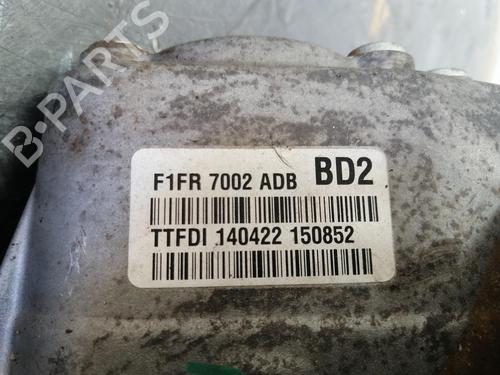 B-PARTS
F1FR 7002 ADB BD2
TTFDI 140422 150852